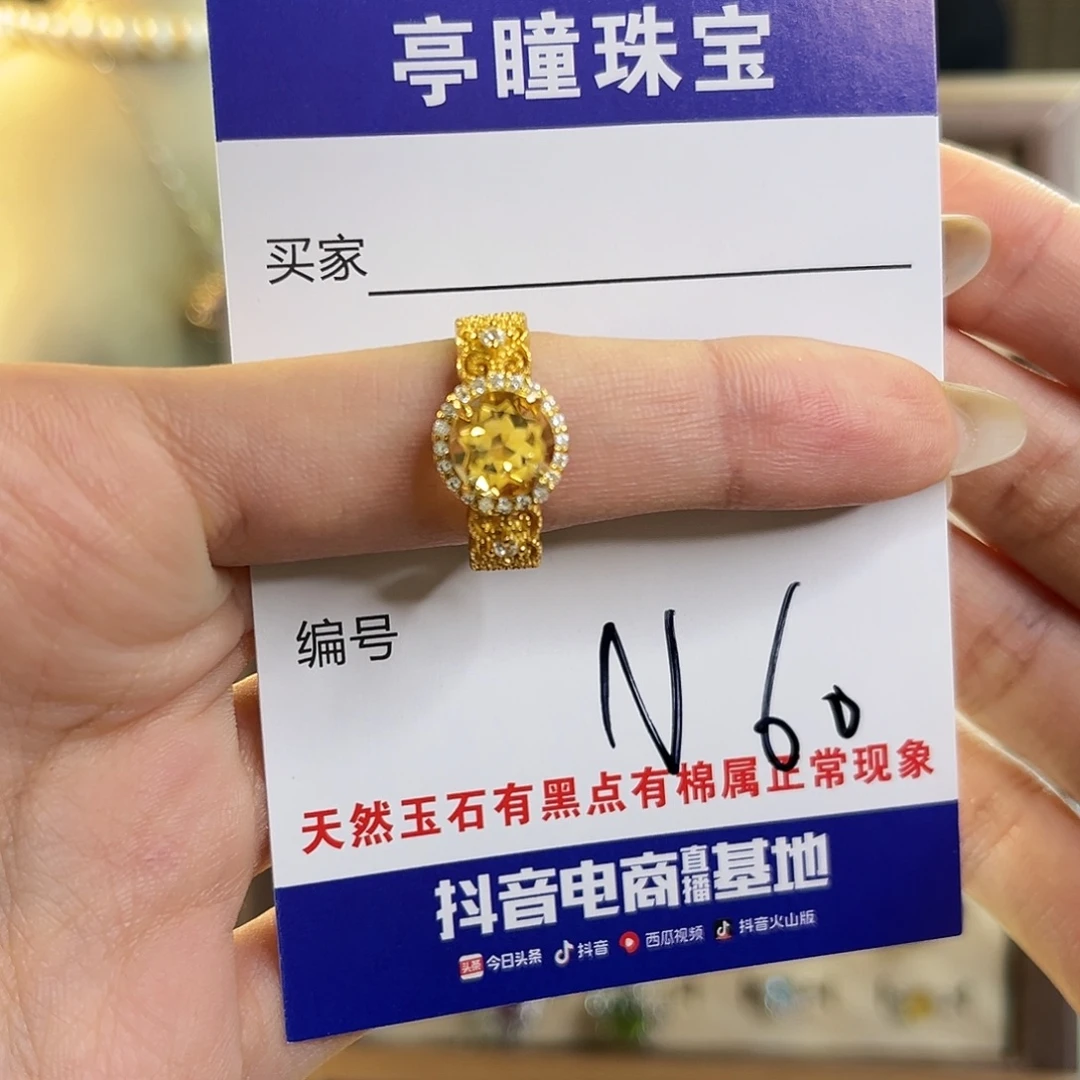 亭瞳珠宝
买家
编号
N60
天然玉石有黑点有棉属正常现象
抖音电商直播基地
头条 今日头条 抖音 西瓜视频 抖音火山版